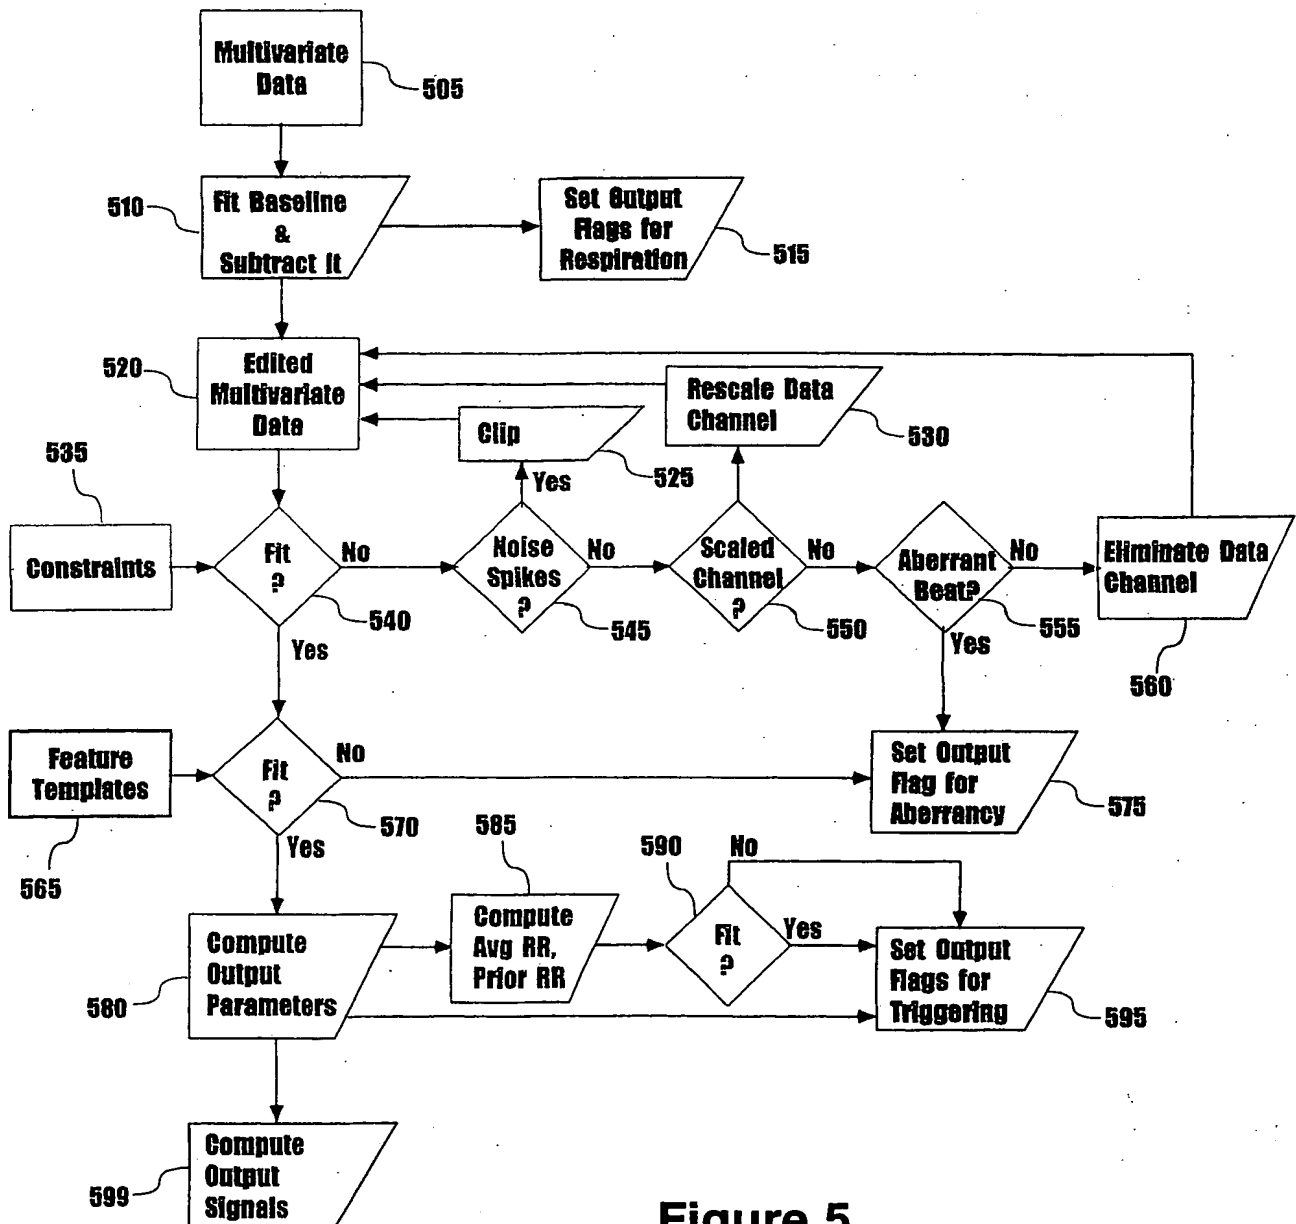 Multivariate
Data
505
510
Fit Baseline
&
Subtract It
Set Output
Flags for
Respiration
515
520
Edited
Multivariate
Data
Rescale Data
Channel
530
Clip
525
Yes
535
Constraints
Fit
?
No
540
Yes
Noise
Spikes
?
No
545
Scaled
Channel
?
No
550
Aberrant
Beat?
No
555
Yes
Eliminate Data
Channel
560
Feature
Templates
565
Fit
?
No
570
Yes
Set Output
Flag for
Aberrancy
575
Compute
Output
Parameters
580
585
Compute
Avg RR,
Prior RR
590
No
Fit
?
Yes
Set Output
Flags for
Triggering
595
Compute
Output
Signals
599
Figure 5